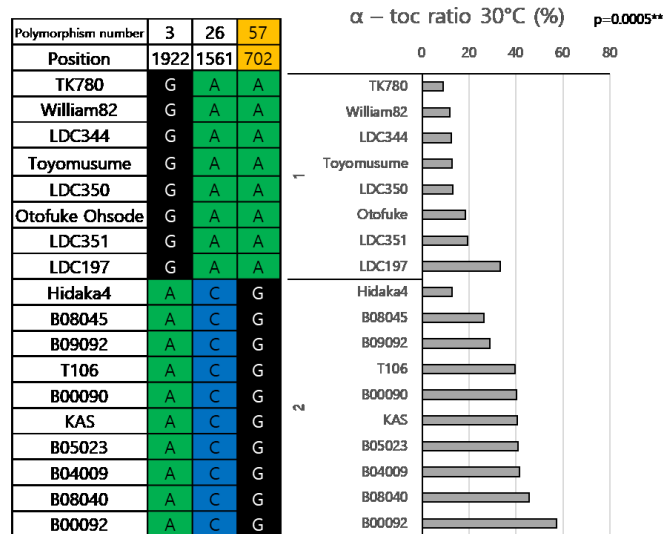 α – toc ratio 30°C (%) p=0.0005**
Polymorphism number 3 26 57
Position 1922 1561 702
0 20 40 60 80
TK780 G A A TK780
William82 G A A William82
LDC344 G A A LDC344
Toyomusume G A A Toyomusume
1
LDC350 G A A LDC350
Otofuke Ohsode G A A Otofuke
LDC351 G A A LDC351
LDC197 G A A LDC197
Hidaka4 A C G Hidaka4
B08045 A C G B08045
B09092 A C G B09092
T106 A C G T106
B00090 A C G B00090
2
KAS A C G KAS
B05023 A C G B05023
B04009 A C G B04009
B08040 A C G B08040
B00092 A C G B00092